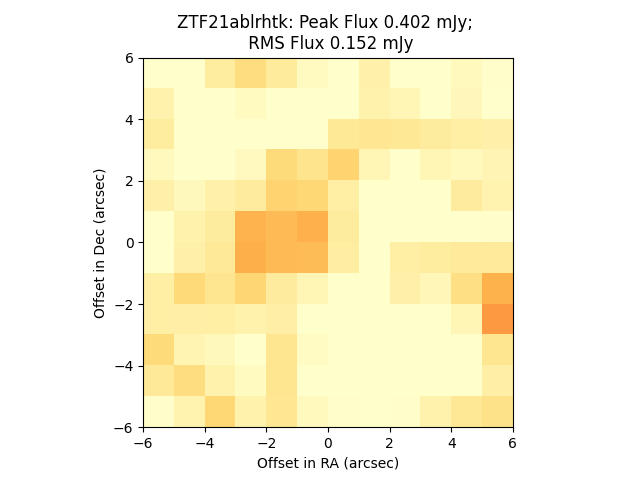 ZTF21ablrhtk: Peak Flux 0.402 mJy;
RMS Flux 0.152 mJy
6
4
2
0
−2
−4
−6
Offset in Dec (arcsec)
−6 −4 −2 0 2 4 6
Offset in RA (arcsec)